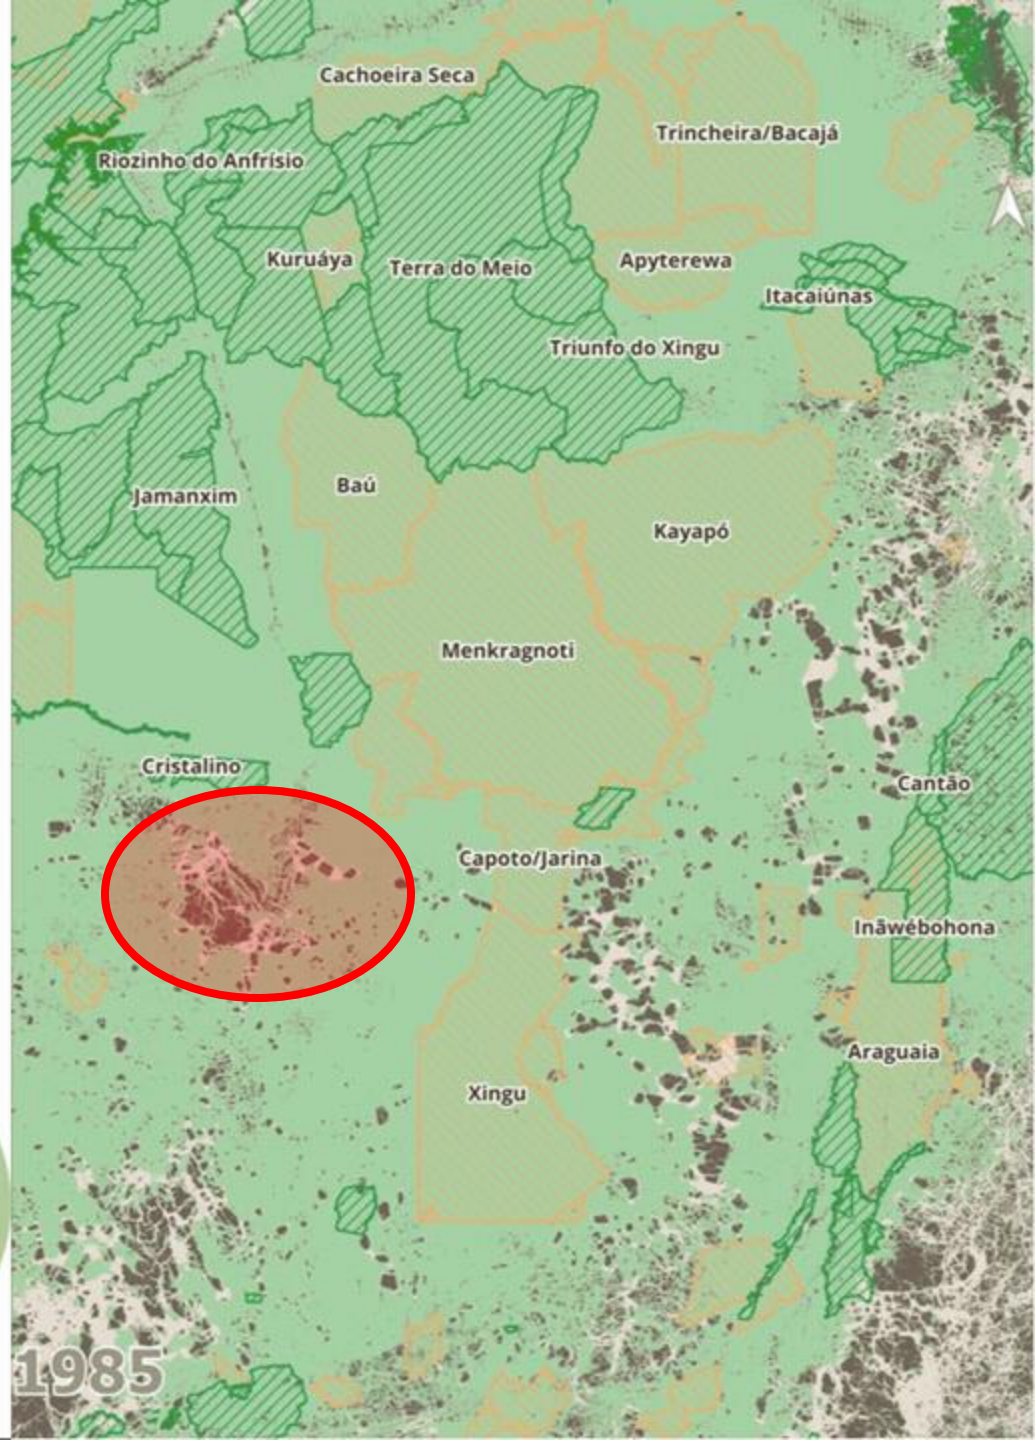 Cachoeira Seca
Trincheira/Bacajá
Riozinho do Anfrísio
Kuruáya
Terra do Meio
Apyterewa
Itacaiúnas
Triunfo do Xingu
Baú
Jamanxim
Kayapó
Menkragnoti
Cristalino
Cantão
Capoto/Jarina
Inãwébohona
Araguaia
Xingu
1985